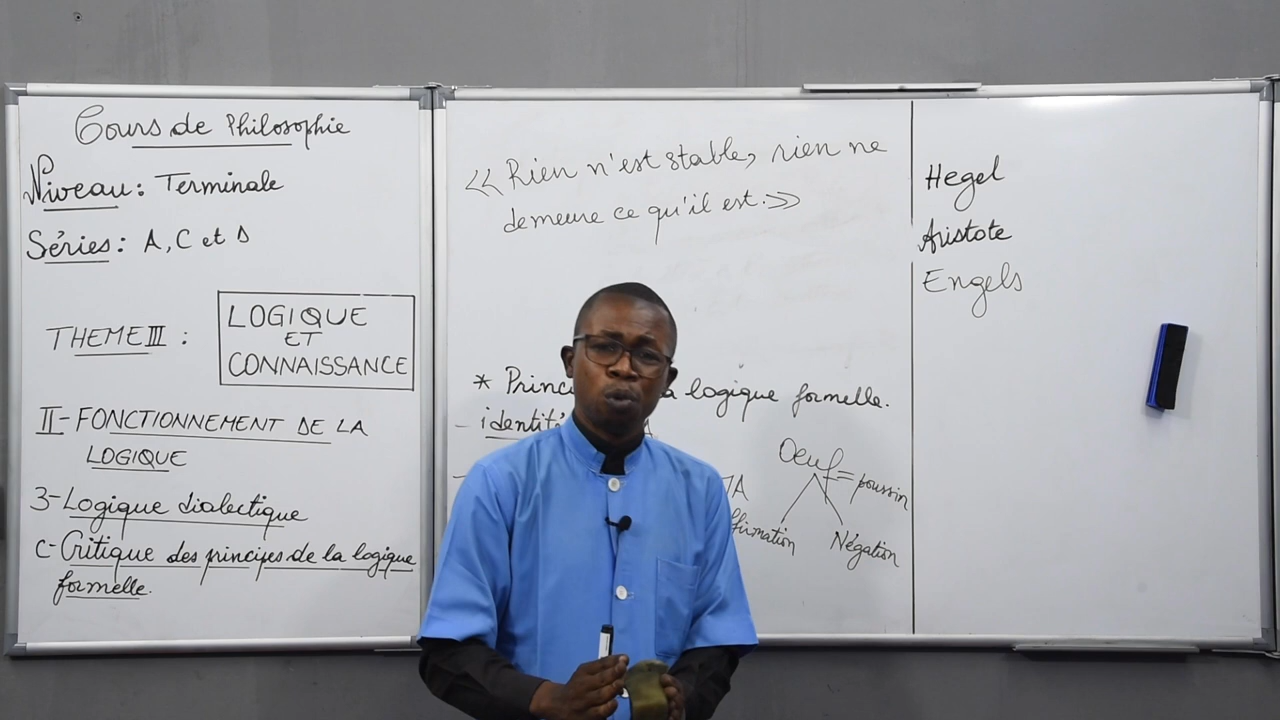 Cours de Philosophie
Niveau : Terminale
Séries : A, C et D
THEME III :
LOGIQUE
ET
CONNAISSANCE
II- FONCTIONNEMENT DE LA
LOGIQUE
3- Logique dialectique
c- Critique des principes de la logique
formelle.
<< Rien n'est stable, rien ne
demeure ce qu'il est. >>
* logique formelle.
- identité
Oeuf = poussin
Négation
Hegel
Aristote
Engels